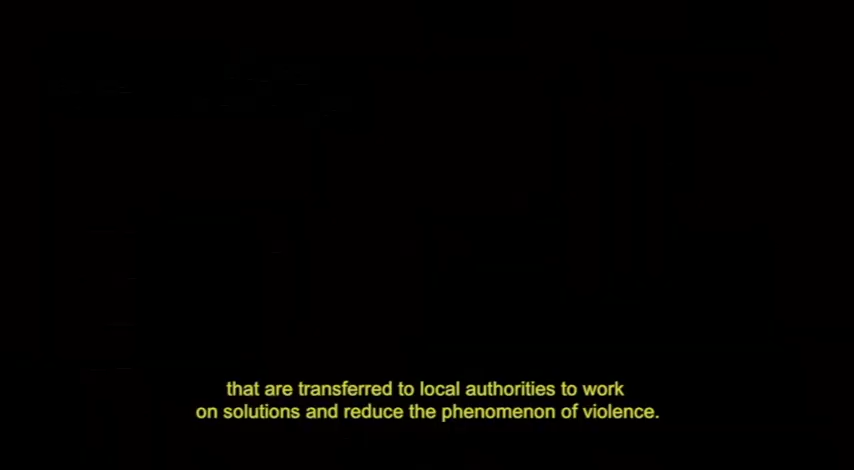 that are transferred to local authorities to work
on solutions and reduce the phenomenon of violence.